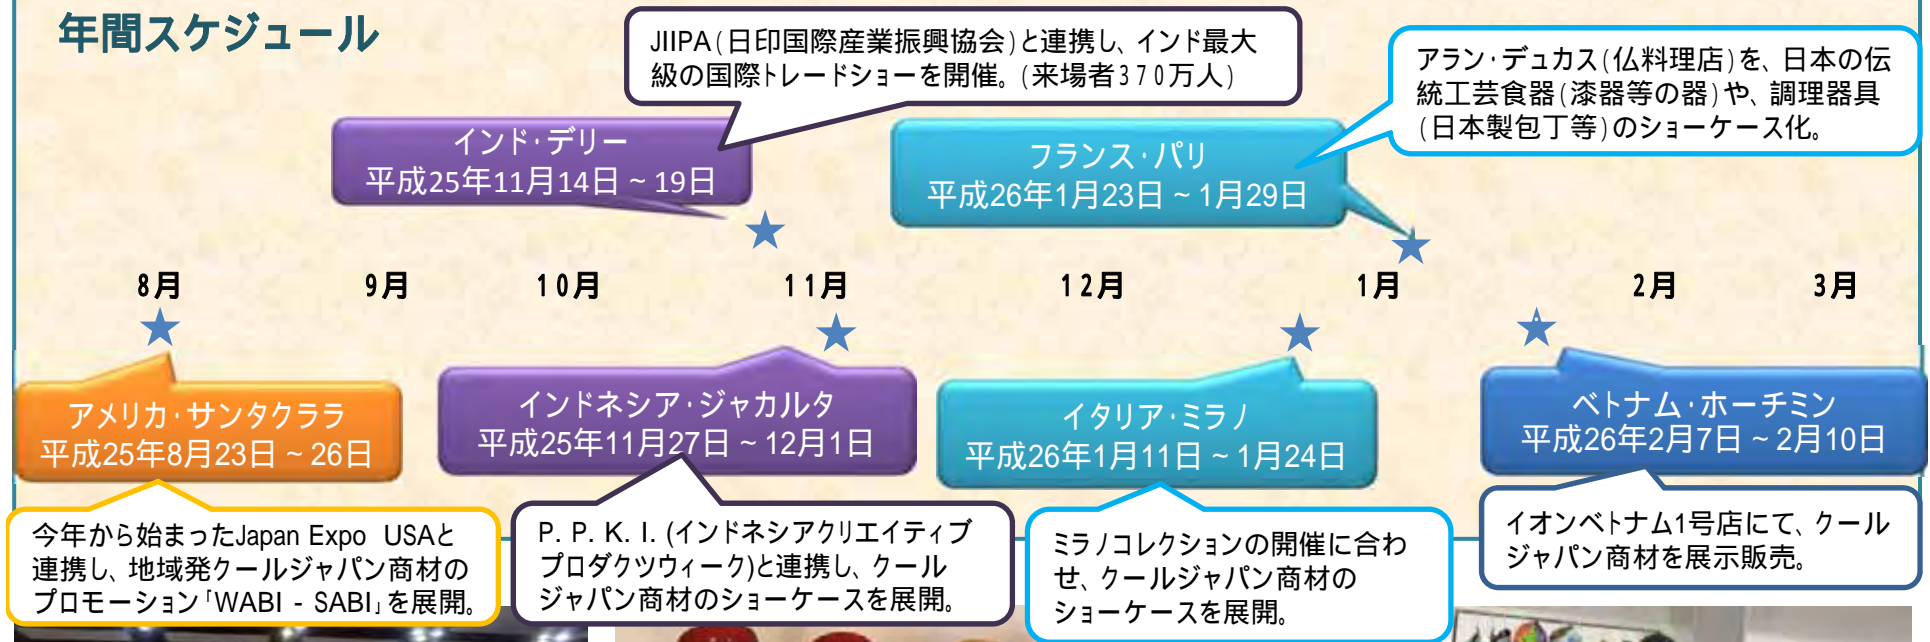 年間スケジュール
JIIPA(日印国際産業振興協会)と連携し、インド最大
級の国際トレードショーを開催。(来場者370万人)
アラン・デュカス(仏料理店)を、日本の伝
統工芸食器(漆器等の器)や、調理器具
(日本製包丁等)のショーケース化。
インド・デリー
平成25年11月14日~19日
フランス・パリ
平成26年1月23日~1月29日
8月 9月 10月 11月 12月 1月 2月 3月
アメリカ・サンタクララ
平成25年8月23日~26日
インドネシア・ジャカルタ
平成25年11月27日~12月1日
イタリア・ミラノ
平成26年1月11日~1月24日
ベトナム・ホーチミン
平成26年2月7日~2月10日
今年から始まったJapan Expo USAと
連携し、地域発クールジャパン商材の
プロモーション「WABI - SABI」を展開。
P. P. K. I. (インドネシアクリエイティブ
プロダクツウィーク)と連携し、クール
ジャパン商材のショーケースを展開。
ミラノコレクションの開催に合わ
せ、クールジャパン商材の
ショーケースを展開。
イオンベトナム1号店にて、クール
ジャパン商材を展示販売。